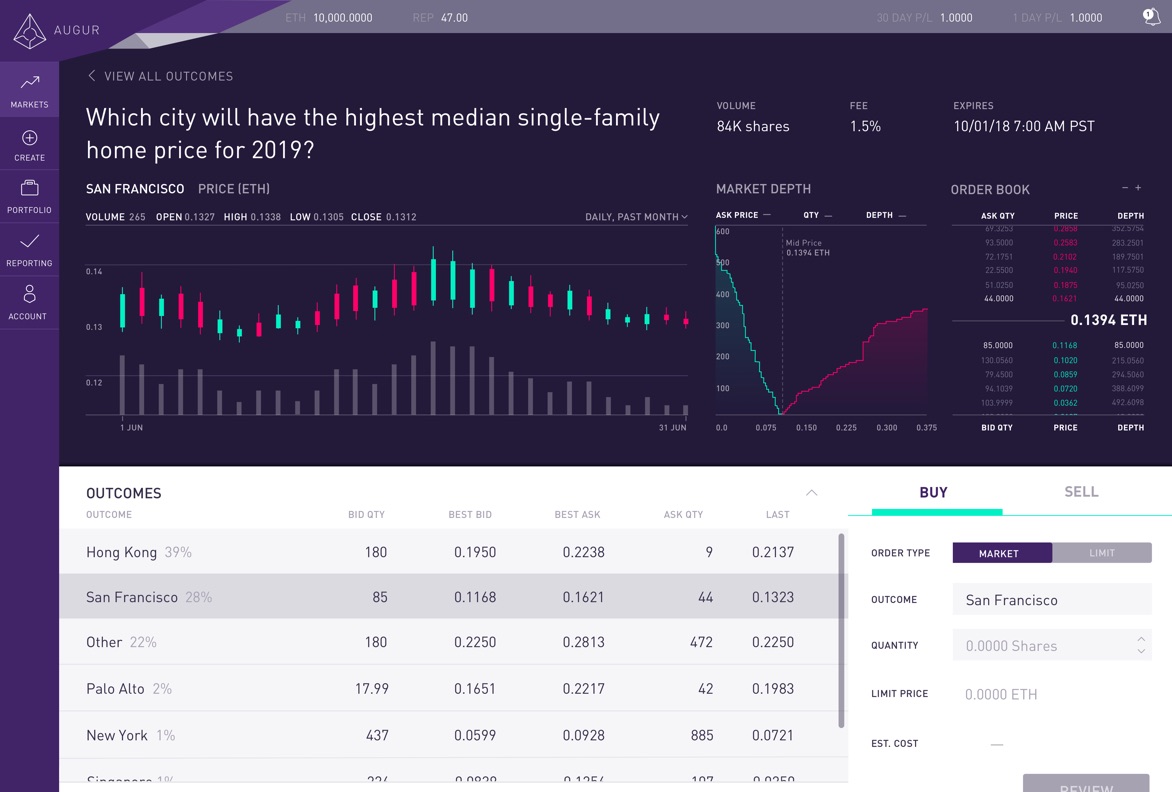 AUGUR
ETH 10,000.0000 REP 47.00 30 DAY P/L 1.0000 1 DAY P/L 1.0000 1
MARKETS
CREATE
PORTFOLIO
REPORTING
ACCOUNT
VIEW ALL OUTCOMES
Which city will have the highest median single-family
home price for 2019?
VOLUME FEE EXPIRES
84K shares 1.5% 10/01/18 7:00 AM PST
SAN FRANCISCO PRICE (ETH)
VOLUME 265 OPEN 0.1327 HIGH 0.1338 LOW 0.1305 CLOSE 0.1312 DAILY, PAST MONTH
0.14
0.13
0.12
1 JUN 31 JUN
MARKET DEPTH
ASK PRICE — QTY — DEPTH —
600
500
400
300
200
100
Mid Price
0.1394 ETH
0.0 0.075 0.150 0.225 0.300 0.375
ORDER BOOK − +
ASK QTY PRICE DEPTH
69.3253 0.2858 352.5754
93.5000 0.2583 283.2501
72.1751 0.2102 189.7501
22.5000 0.1940 117.5750
51.0250 0.1875 95.0250
44.0000 0.1621 44.0000
0.1394 ETH
85.0000 0.1168 85.0000
130.0560 0.1020 215.0560
79.4500 0.0859 294.5060
94.1039 0.0720 388.6099
103.9999 0.0362 492.6098
BID QTY PRICE DEPTH
OUTCOMES
OUTCOME BID QTY BEST BID BEST ASK ASK QTY LAST
Hong Kong 39% 180 0.1950 0.2238 9 0.2137
San Francisco 28% 85 0.1168 0.1621 44 0.1323
Other 22% 180 0.2250 0.2813 472 0.2250
Palo Alto 2% 17.99 0.1651 0.2217 42 0.1983
New York 1% 437 0.0599 0.0928 885 0.0721
Singapore 1%
BUY SELL
ORDER TYPE MARKET LIMIT
OUTCOME San Francisco
QUANTITY 0.0000 Shares
LIMIT PRICE 0.0000 ETH
EST. COST —
REVIEW